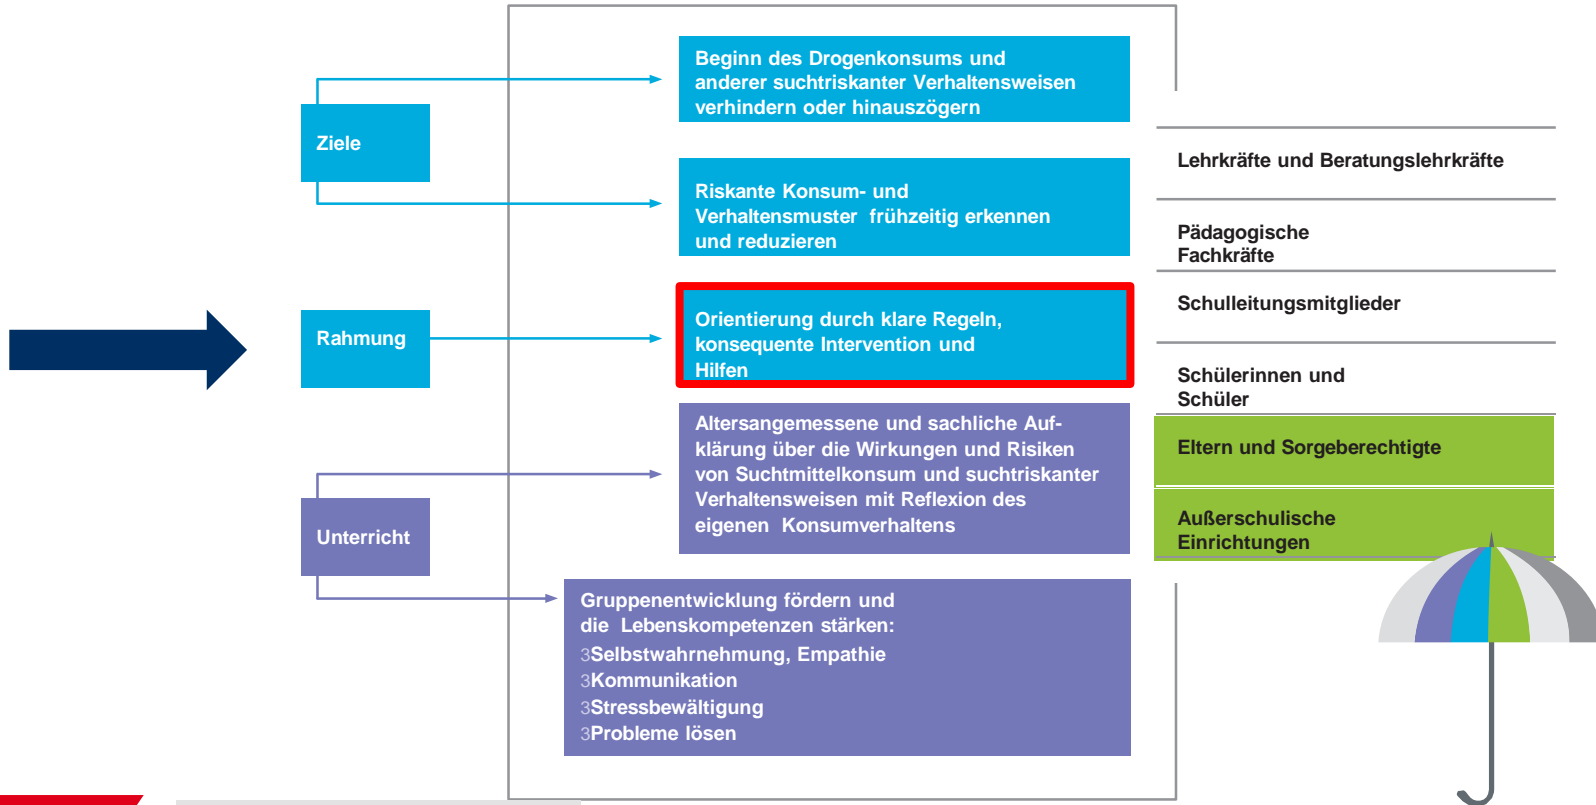 Ziele
Beginn des Drogenkonsums und
anderer suchtriskanter Verhaltensweisen
verhindern oder hinauszögern
Riskante Konsum- und
Verhaltensmuster frühzeitig erkennen
und reduzieren
Rahmung
Orientierung durch klare Regeln,
konsequente Intervention und
Hilfen
Unterricht
Altersangemessene und sachliche Auf-
klärung über die Wirkungen und Risiken
von Suchtmittelkonsum und suchtriskanter
Verhaltensweisen mit Reflexion des
eigenen Konsumverhaltens
Gruppenentwicklung fördern und
die Lebenskompetenzen stärken:
3Selbstwahrnehmung, Empathie
3Kommunikation
3Stressbewältigung
3Probleme lösen
Lehrkräfte und Beratungslehrkräfte
Pädagogische
Fachkräfte
Schulleitungsmitglieder
Schülerinnen und
Schüler
Eltern und Sorgeberechtigte
Außerschulische
Einrichtungen